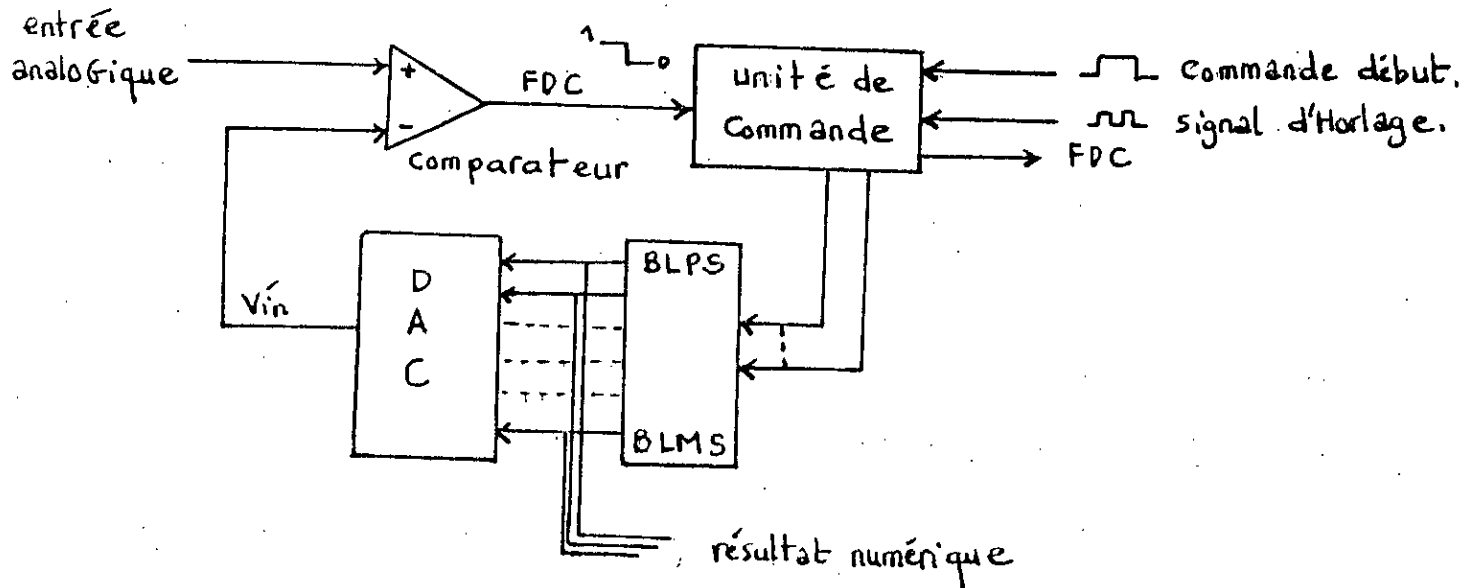 entrée
analogique
+
-
comparateur
FDC
1
0
unité de
Commande
Commande début.
signal d'Horlage.
FDC
Vin
D
A
C
BLPS
BLMS
résultat numérique